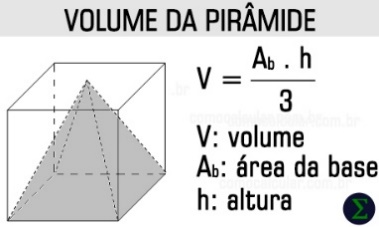 VOLUME DA PIRÂMIDE
V = Ab . h / 3
V: volume
Ab: área da base
h: altura
Σ